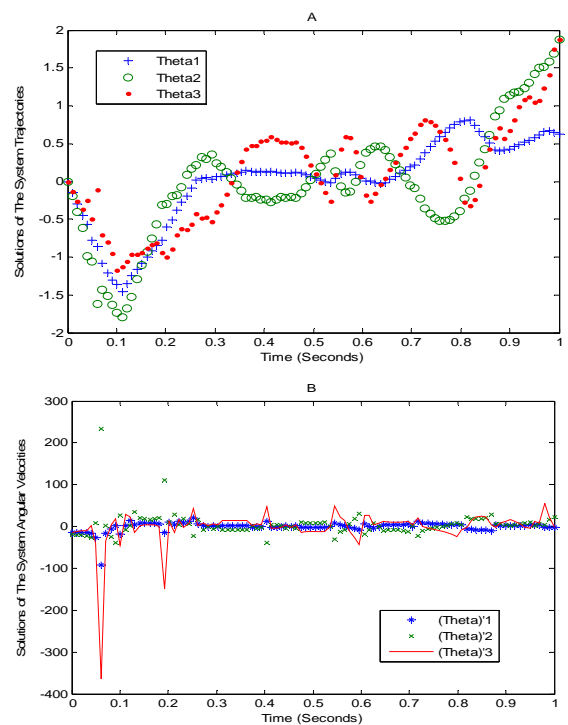 A
Solutions of The System Trajectories
2
1.5
1
0.5
0
-0.5
-1
-1.5
-2
Theta1
Theta2
Theta3
0 0.1 0.2 0.3 0.4 0.5 0.6 0.7 0.8 0.9 1
Time (Seconds)
B
Solutions of The System Angular Velocities
300
200
100
0
-100
-200
-300
-400
(Theta)'1
(Theta)'2
(Theta)'3
0 0.1 0.2 0.3 0.4 0.5 0.6 0.7 0.8 0.9 1
Time (Seconds)